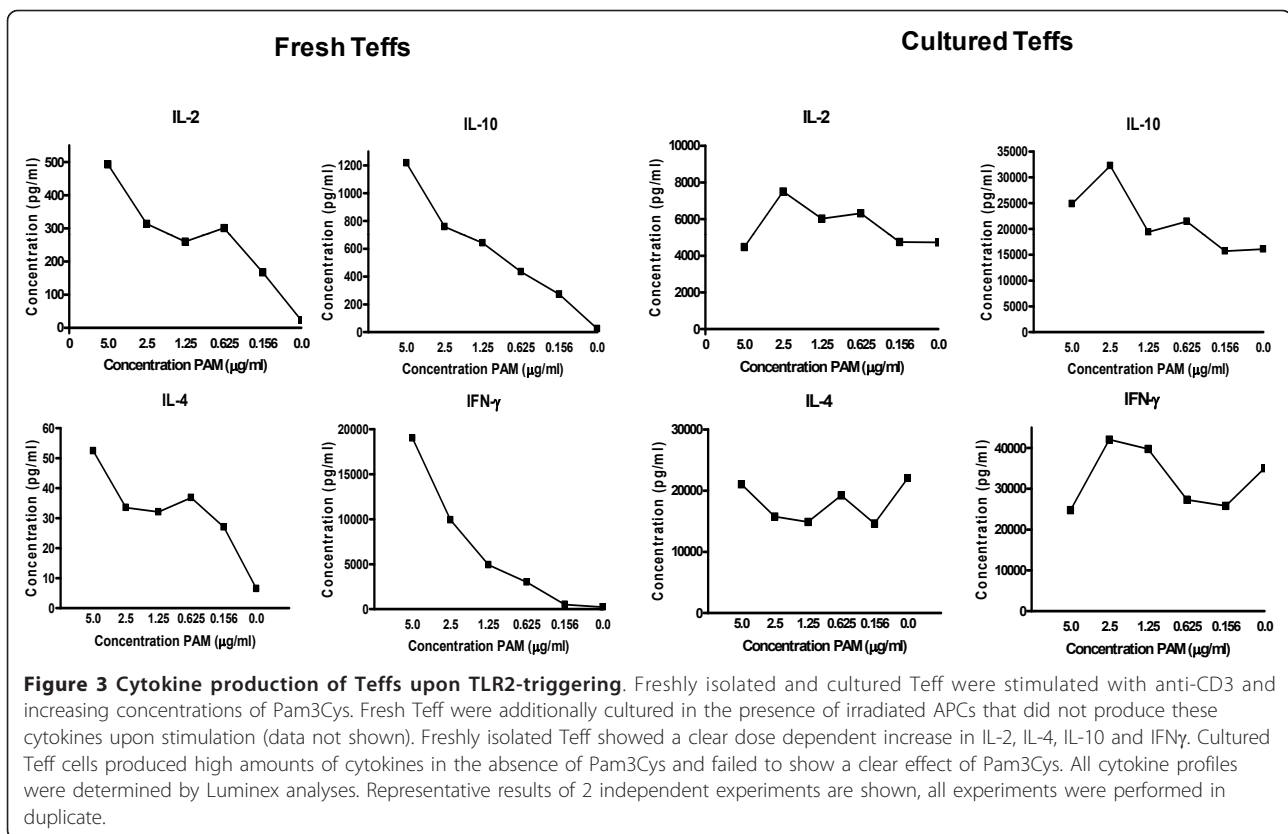 Fresh Teffs
Cultured Teffs
IL-2
Concentration (pg/ml)
500
400
300
200
100
0
0 5.0 2.5 1.25 0.625 0.156 0.0
Concentration PAM (µg/ml)
IL-10
Concentration (pg/ml)
1200
1000
800
600
400
200
0
5.0 2.5 1.25 0.625 0.156 0.0
Concentration PAM (µg/ml)
IL-2
Concentration (pg/ml)
10000
8000
6000
4000
2000
0
0 5.0 2.5 1.25 0.625 0.156 0.0
Concentration PAM (µg/ml)
IL-10
Concentration (pg/ml)
35000
30000
25000
20000
15000
10000
5000
0
5.0 2.5 1.25 0.625 0.156 0.0
Concentration PAM (µg/ml)
IL-4
Concentration (pg/ml)
60
50
40
30
20
10
0
5.0 2.5 1.25 0.625 0.156 0.0
Concentration PAM (µg/ml)
IFN-γ
Concentration (pg/ml)
20000
15000
10000
5000
0
5.0 2.5 1.25 0.625 0.156 0.0
Concentration PAM (µg/ml)
IL-4
Concentration (pg/ml)
30000
20000
10000
0
5.0 2.5 1.25 0.625 0.156 0.0
Concentration PAM (µg/ml)
IFN-γ
Concentration (pg/ml)
40000
30000
20000
10000
0
5.0 2.5 1.25 0.625 0.156 0.0
Concentration PAM (µg/ml)
Figure 3 Cytokine production of Teffs upon TLR2-triggering. Freshly isolated and cultured Teff were stimulated with anti-CD3 and
increasing concentrations of Pam3Cys. Fresh Teff were additionally cultured in the presence of irradiated APCs that did not produce these
cytokines upon stimulation (data not shown). Freshly isolated Teff showed a clear dose dependent increase in IL-2, IL-4, IL-10 and IFNγ. Cultured
Teff cells produced high amounts of cytokines in the absence of Pam3Cys and failed to show a clear effect of Pam3Cys. All cytokine profiles
were determined by Luminex analyses. Representative results of 2 independent experiments are shown, all experiments were performed in
duplicate.